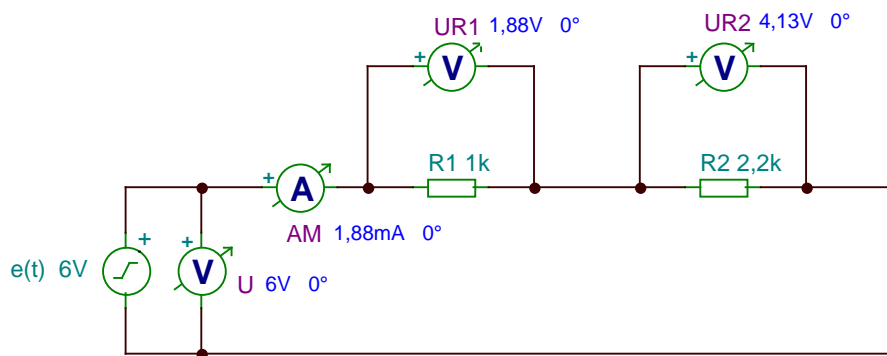 UR1 1,88V 0°
UR2 4,13V 0°
+ V
+ V
R1 1k
R2 2,2k
+ A
AM 1,88mA 0°
e(t) 6V +
+ V
U 6V 0°